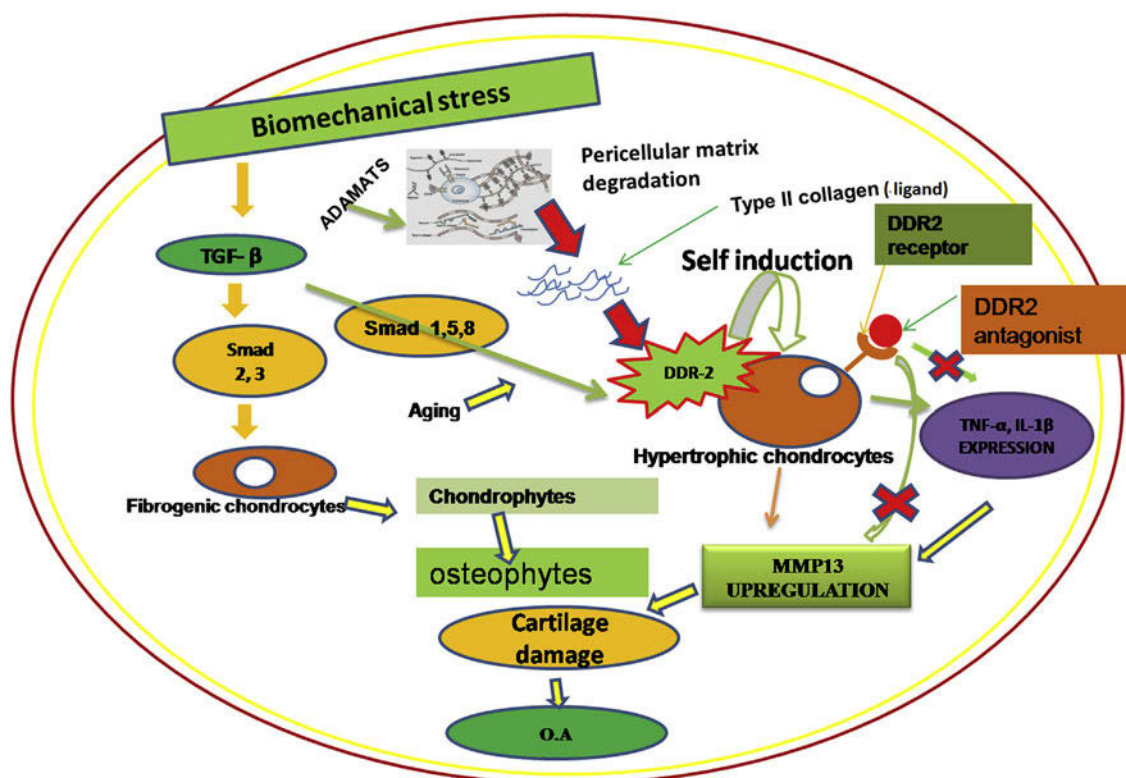 Biomechanical stress
ADAMATS
Pericellular matrix
degradation
Type II collagen (-ligand)
DDR2
receptor
TGF- β
Self induction
DDR2
antagonist
Smad 1,5,8
Smad
2, 3
DDR-2
Aging
TNF-α, IL-1β
EXPRESSION
Hypertrophic chondrocytes
Fibrogenic chondrocytes
Chondrophytes
osteophytes
MMP13
UPREGULATION
Cartilage
damage
O.A